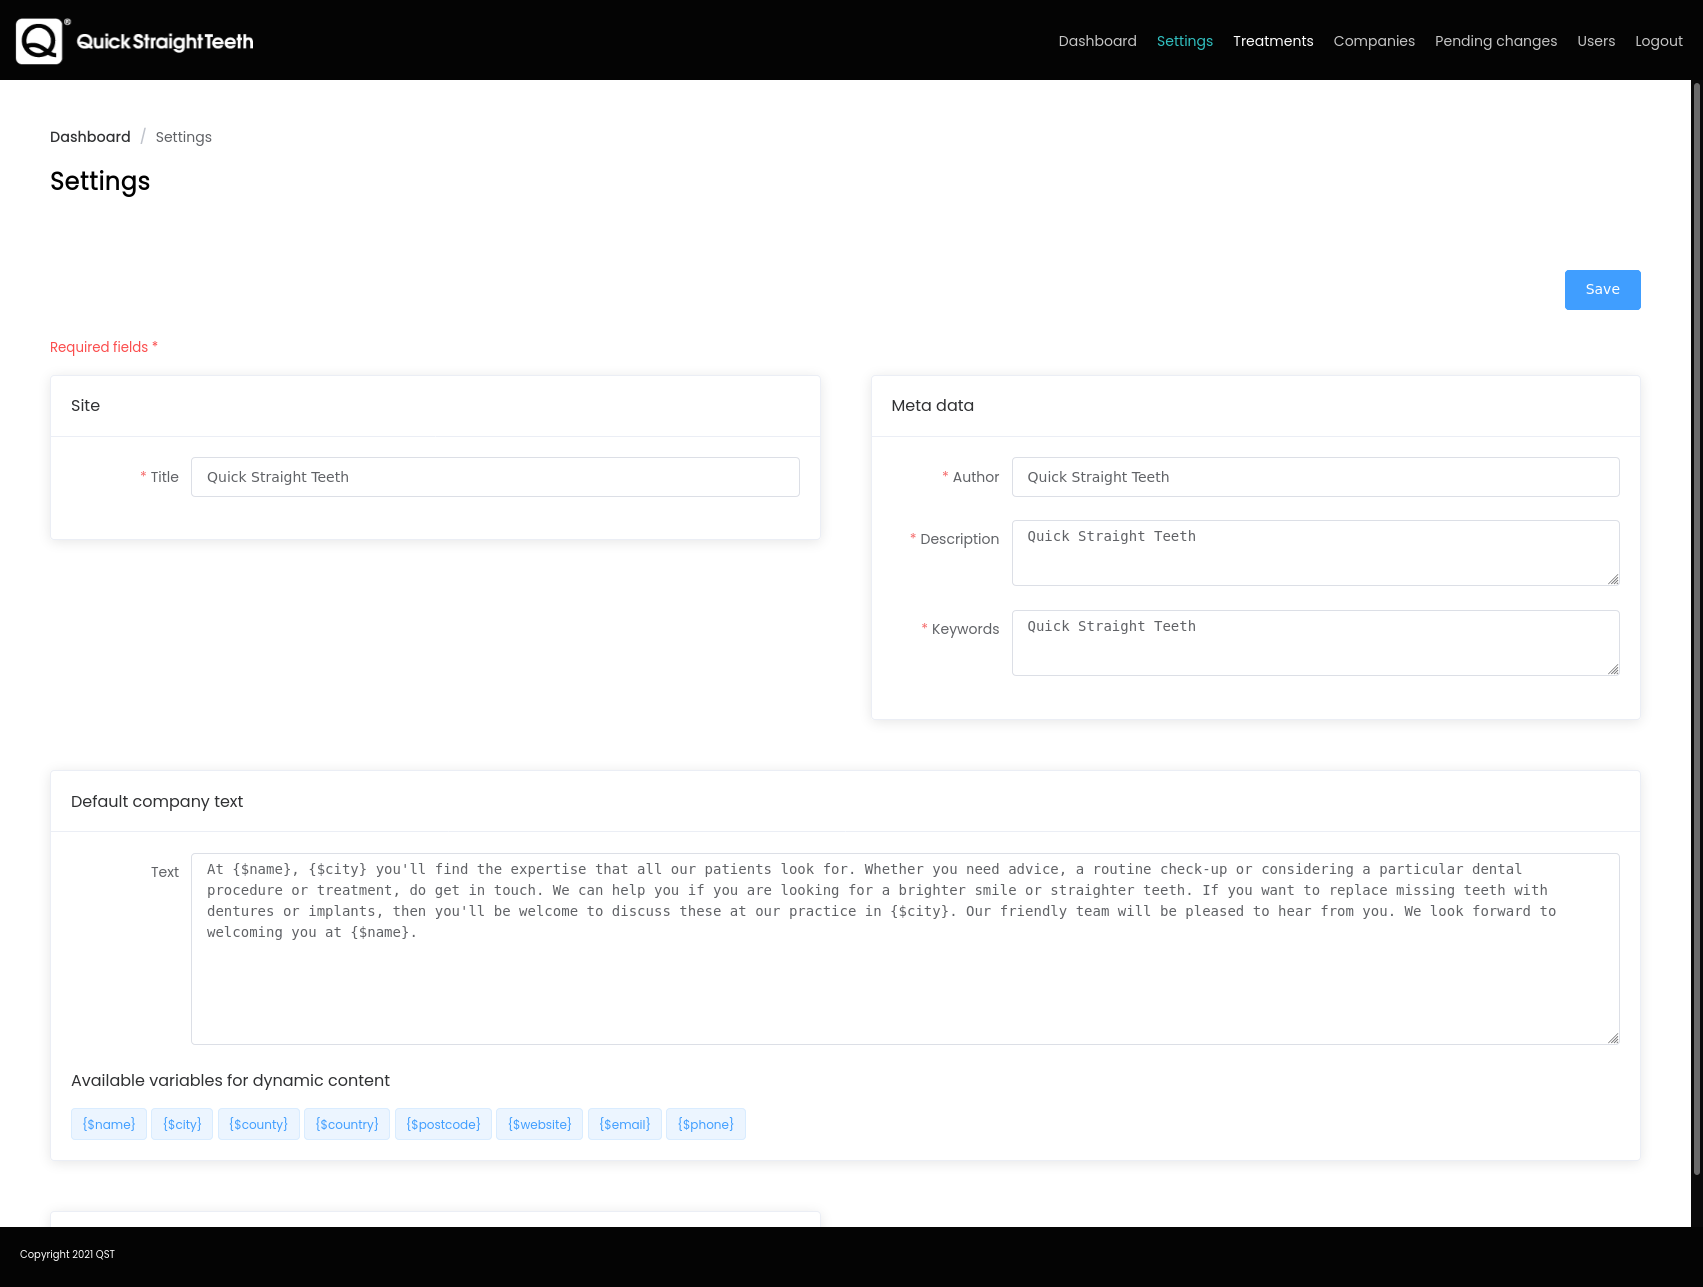 Q® QuickStraightTeeth
Dashboard Settings Treatments Companies Pending changes Users Logout
Dashboard / Settings
Settings
Save
Required fields *
Site
* Title Quick Straight Teeth
Meta data
* Author Quick Straight Teeth
* Description Quick Straight Teeth
* Keywords Quick Straight Teeth
Default company text
Text
At {$name}, {$city} you'll find the expertise that all our patients look for. Whether you need advice, a routine check-up or considering a particular dental
procedure or treatment, do get in touch. We can help you if you are looking for a brighter smile or straighter teeth. If you want to replace missing teeth with
dentures or implants, then you'll be welcome to discuss these at our practice in {$city}. Our friendly team will be pleased to hear from you. We look forward to
welcoming you at {$name}.
Available variables for dynamic content
{$name} {$city} {$county} {$country} {$postcode} {$website} {$email} {$phone}
Copyright 2021 QST